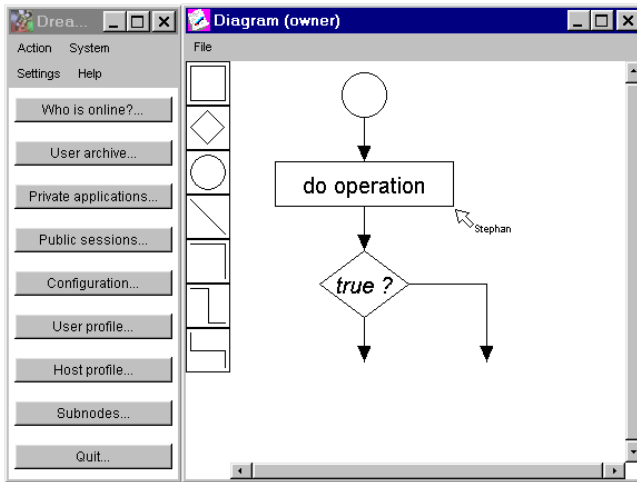 Drea...
Action System
Settings Help
Who is online?...
User archive...
Private applications...
Public sessions...
Configuration...
User profile...
Host profile...
Subnodes...
Quit...
Diagram (owner)
File
do operation
Stephan
true ?